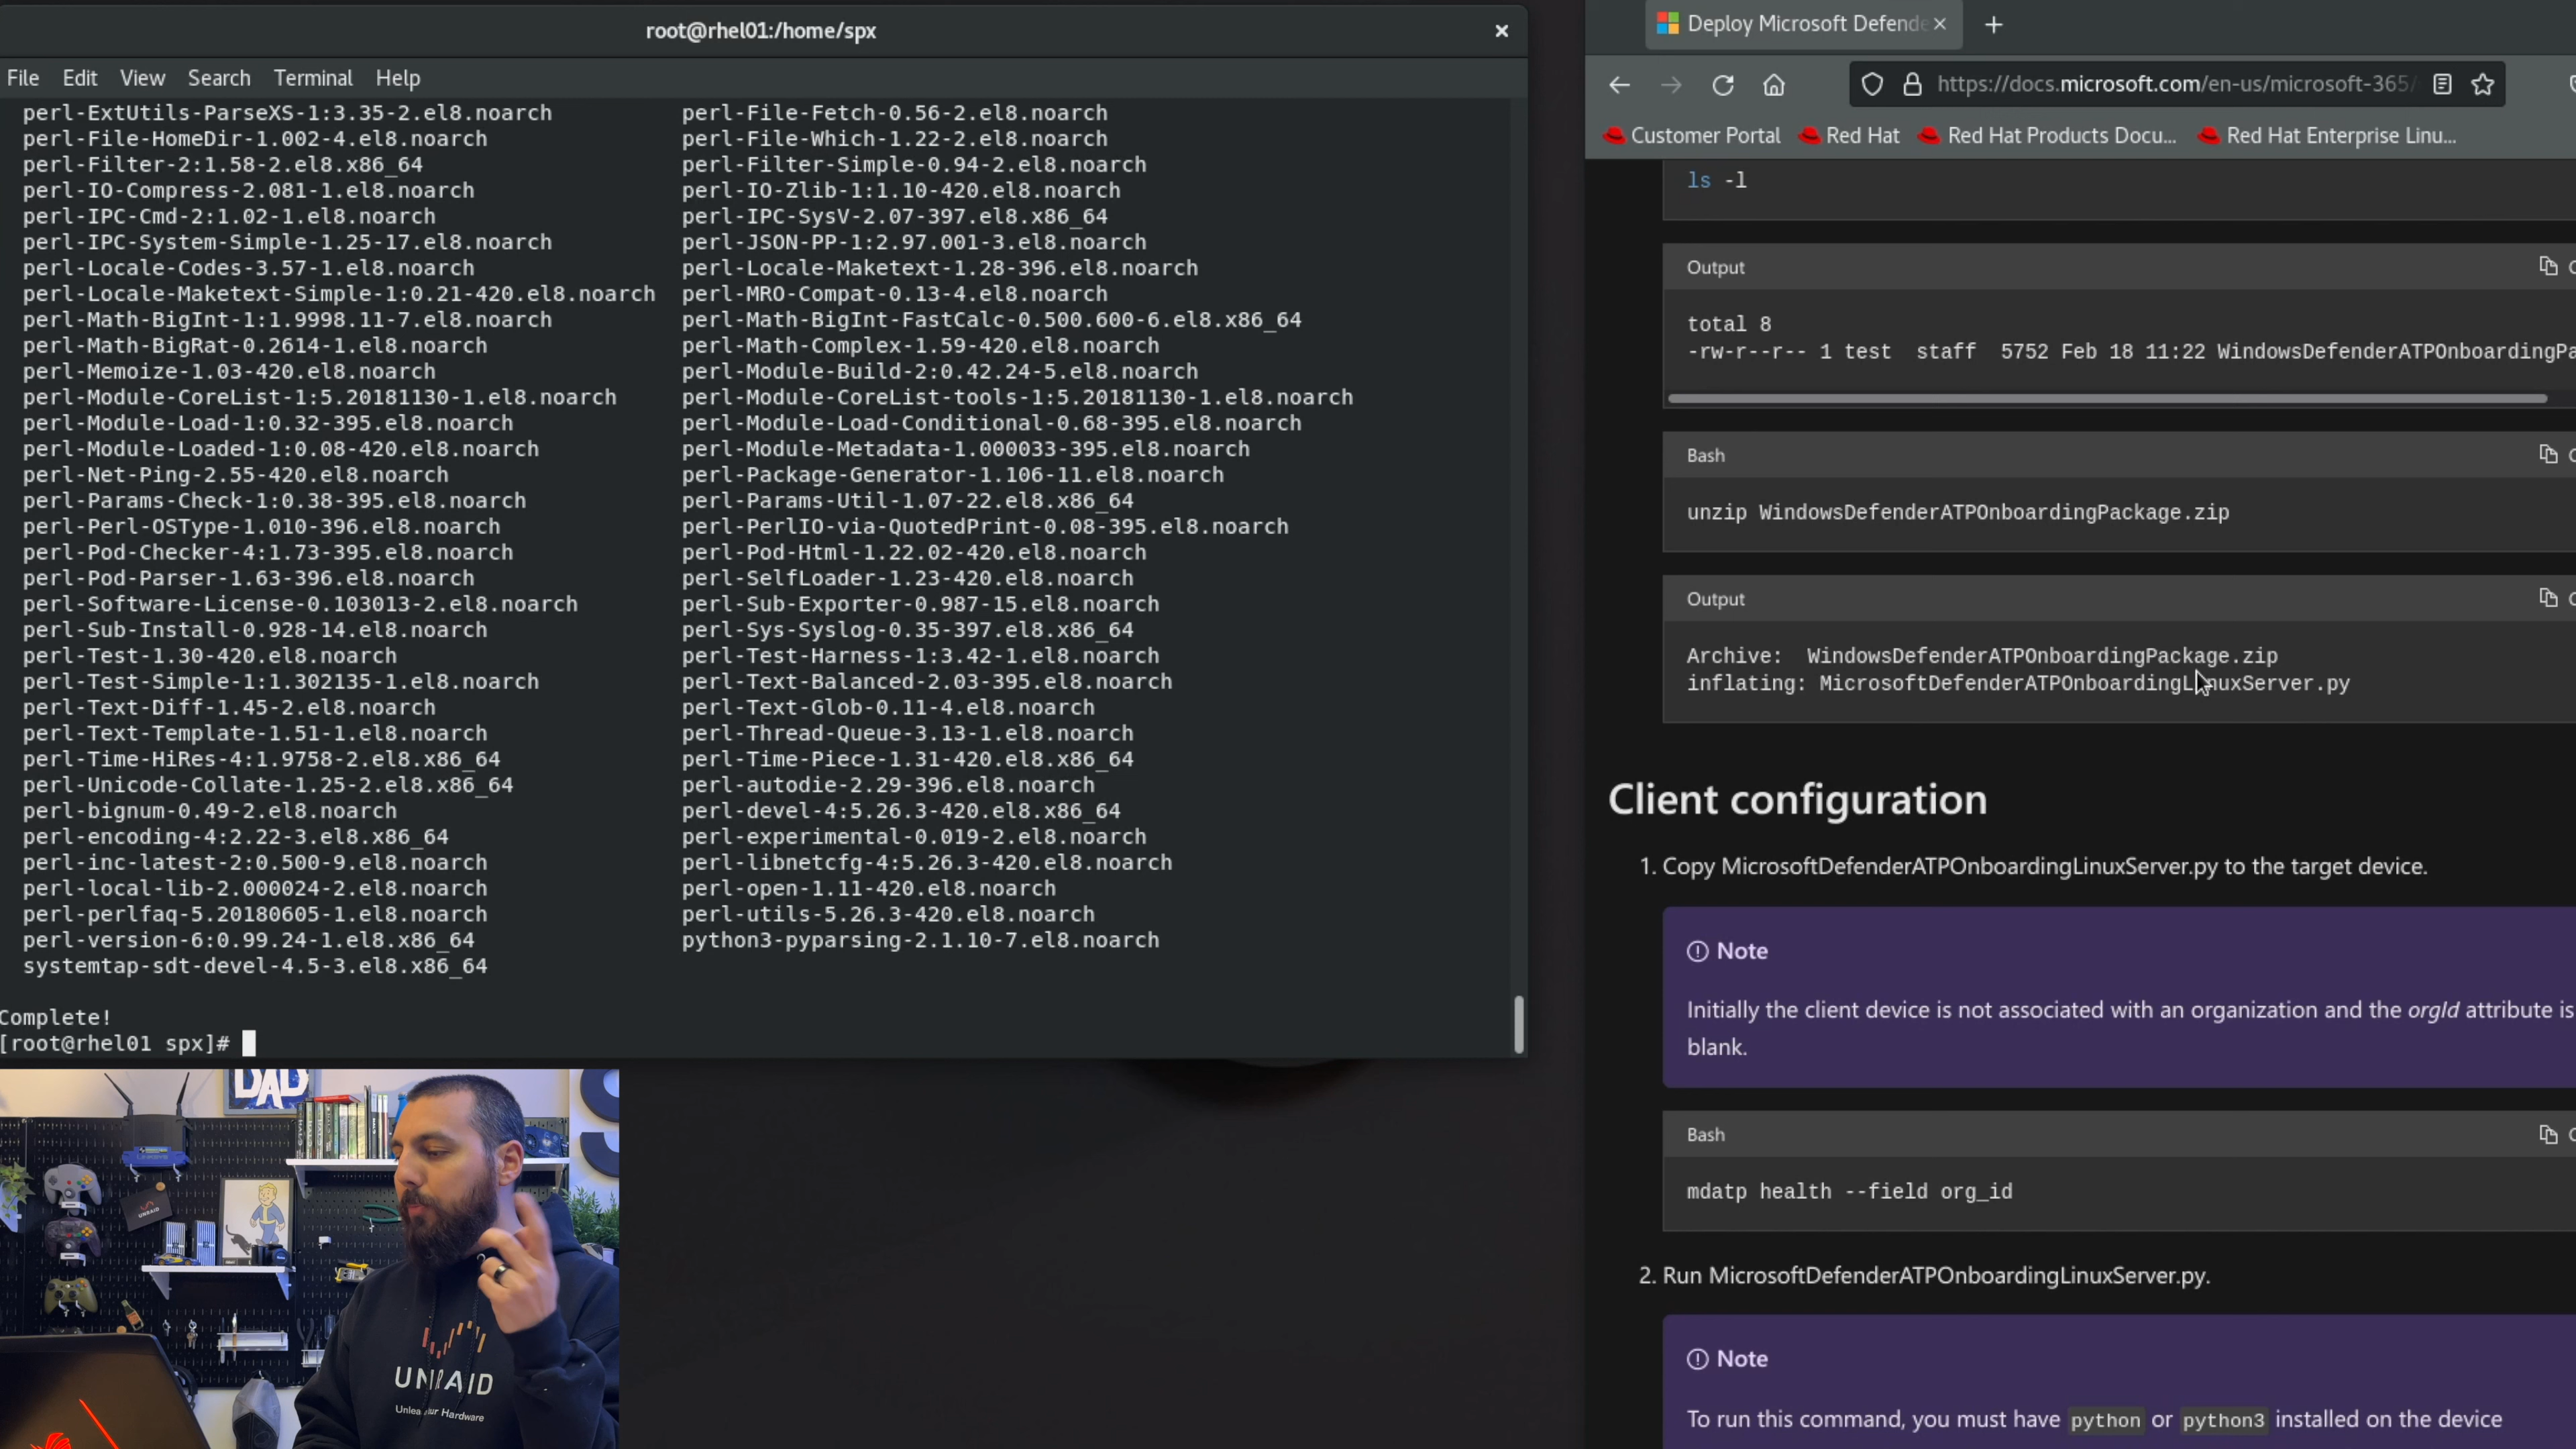 root@rhel01:/home/spx
File Edit View Search Terminal Help
perl-ExtUtils-ParseXS-1:3.35-2.el8.noarch perl-File-Fetch-0.56-2.el8.noarch
perl-File-HomeDir-1.002-4.el8.noarch perl-File-Which-1.22-2.el8.noarch
perl-Filter-2:1.58-2.el8.x86_64 perl-Filter-Simple-0.94-2.el8.noarch
perl-IO-Compress-2.081-1.el8.noarch perl-IO-Zlib-1:1.10-420.el8.noarch
perl-IPC-Cmd-2:1.02-1.el8.noarch perl-IPC-SysV-2.07-397.el8.x86_64
perl-IPC-System-Simple-1.25-17.el8.noarch perl-JSON-PP-1:2.97.001-3.el8.noarch
perl-Locale-Codes-3.57-1.el8.noarch perl-Locale-Maketext-1.28-396.el8.noarch
perl-Locale-Maketext-Simple-1:0.21-420.el8.noarch perl-MRO-Compat-0.13-4.el8.noarch
perl-Math-BigInt-1:1.9998.11-7.el8.noarch perl-Math-BigInt-FastCalc-0.500.600-6.el8.x86_64
perl-Math-BigRat-0.2614-1.el8.noarch perl-Math-Complex-1.59-420.el8.noarch
perl-Memoize-1.03-420.el8.noarch perl-Module-Build-2:0.42.24-5.el8.noarch
perl-Module-CoreList-1:5.20181130-1.el8.noarch perl-Module-CoreList-tools-1:5.20181130-1.el8.noarch
perl-Module-Load-1:0.32-395.el8.noarch perl-Module-Load-Conditional-0.68-395.el8.noarch
perl-Module-Loaded-1:0.08-420.el8.noarch perl-Module-Metadata-1.000033-395.el8.noarch
perl-Net-Ping-2.55-420.el8.noarch perl-Package-Generator-1.106-11.el8.noarch
perl-Params-Check-1:0.38-395.el8.noarch perl-Params-Util-1.07-22.el8.x86_64
perl-Perl-OSType-1.010-396.el8.noarch perl-PerlIO-via-QuotedPrint-0.08-395.el8.noarch
perl-Pod-Checker-4:1.73-395.el8.noarch perl-Pod-Html-1.22.02-420.el8.noarch
perl-Pod-Parser-1.63-396.el8.noarch perl-SelfLoader-1.23-420.el8.noarch
perl-Software-License-0.103013-2.el8.noarch perl-Sub-Exporter-0.987-15.el8.noarch
perl-Sub-Install-0.928-14.el8.noarch perl-Sys-Syslog-0.35-397.el8.x86_64
perl-Test-1.30-420.el8.noarch perl-Test-Harness-1:3.42-1.el8.noarch
perl-Test-Simple-1:1.302135-1.el8.noarch perl-Text-Balanced-2.03-395.el8.noarch
perl-Text-Diff-1.45-2.el8.noarch perl-Text-Glob-0.11-4.el8.noarch
perl-Text-Template-1.51-1.el8.noarch perl-Thread-Queue-3.13-1.el8.noarch
perl-Time-HiRes-4:1.9758-2.el8.x86_64 perl-Time-Piece-1.31-420.el8.x86_64
perl-Unicode-Collate-1.25-2.el8.x86_64 perl-autodie-2.29-396.el8.noarch
perl-bignum-0.49-2.el8.noarch perl-devel-4:5.26.3-420.el8.x86_64
perl-encoding-4:2.22-3.el8.x86_64 perl-experimental-0.019-2.el8.noarch
perl-inc-latest-2:0.500-9.el8.noarch perl-libnetcfg-4:5.26.3-420.el8.noarch
perl-local-lib-2.000024-2.el8.noarch perl-open-1.11-420.el8.noarch
perl-perlfaq-5.20180605-1.el8.noarch perl-utils-5.26.3-420.el8.noarch
perl-version-6:0.99.24-1.el8.x86_64 python3-pyparsing-2.1.10-7.el8.noarch
systemtap-sdt-devel-4.5-3.el8.x86_64
Complete!
[root@rhel01 spx]#
DAD
UNRAID
UNRAID
Hardware
Deploy Microsoft Defende
https://docs.microsoft.com/en-us/microsoft-365/
Customer Portal Red Hat Red Hat Products Docu... Red Hat Enterprise Linu...
ls -l
Output
total 8
-rw-r--r-- 1 test staff 5752 Feb 18 11:22 WindowsDefenderATPOnboardingPa
Bash
unzip WindowsDefenderATPOnboardingPackage.zip
Output
Archive: WindowsDefenderATPOnboardingPackage.zip
inflating: MicrosoftDefenderATPOnboardingLinuxServer.py
Client configuration
1. Copy MicrosoftDefenderATPOnboardingLinuxServer.py to the target device.
Note
Initially the client device is not associated with an organization and the orgId attribute is
blank.
Bash
mdatp health --field org_id
2. Run MicrosoftDefenderATPOnboardingLinuxServer.py.
Note
To run this command, you must have python or python3 installed on the device